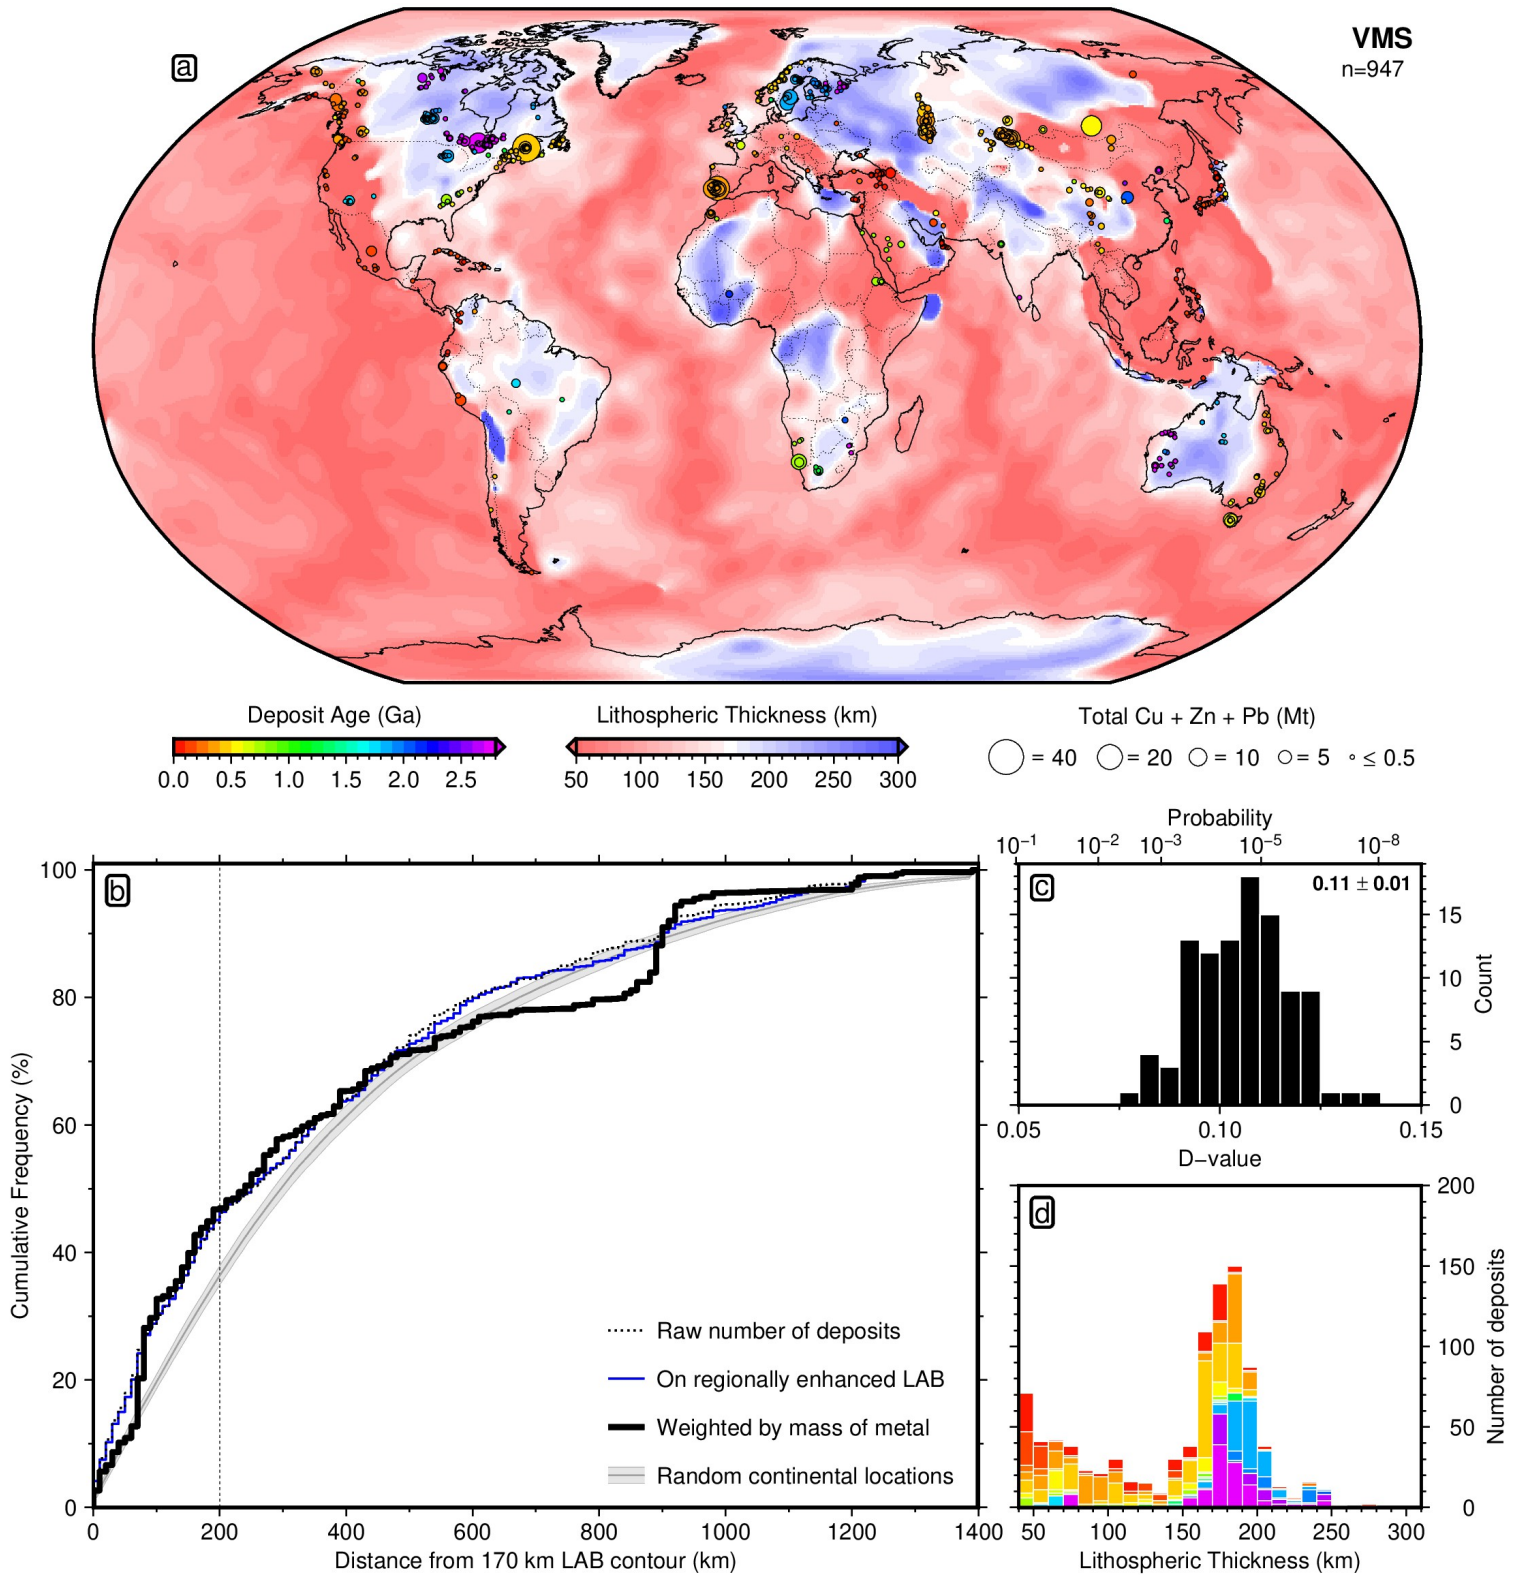 a
VMS
n=947
Deposit Age (Ga)
0.0 0.5 1.0 1.5 2.0 2.5
Lithospheric Thickness (km)
50 100 150 200 250 300
Total Cu + Zn + Pb (Mt)
= 40 = 20 = 10 = 5 ≤ 0.5
b
Cumulative Frequency (%)
100
80
60
40
20
0
Raw number of deposits
On regionally enhanced LAB
Weighted by mass of metal
Random continental locations
0 200 400 600 800 1000 1200 1400
Distance from 170 km LAB contour (km)
Probability
10⁻¹ 10⁻² 10⁻³ 10⁻⁵ 10⁻⁸
c
0.11 ± 0.01
15
10
5
0
Count
0.05 0.10 0.15
D−value
d
200
150
100
50
0
Number of deposits
50 100 150 200 250 300
Lithospheric Thickness (km)